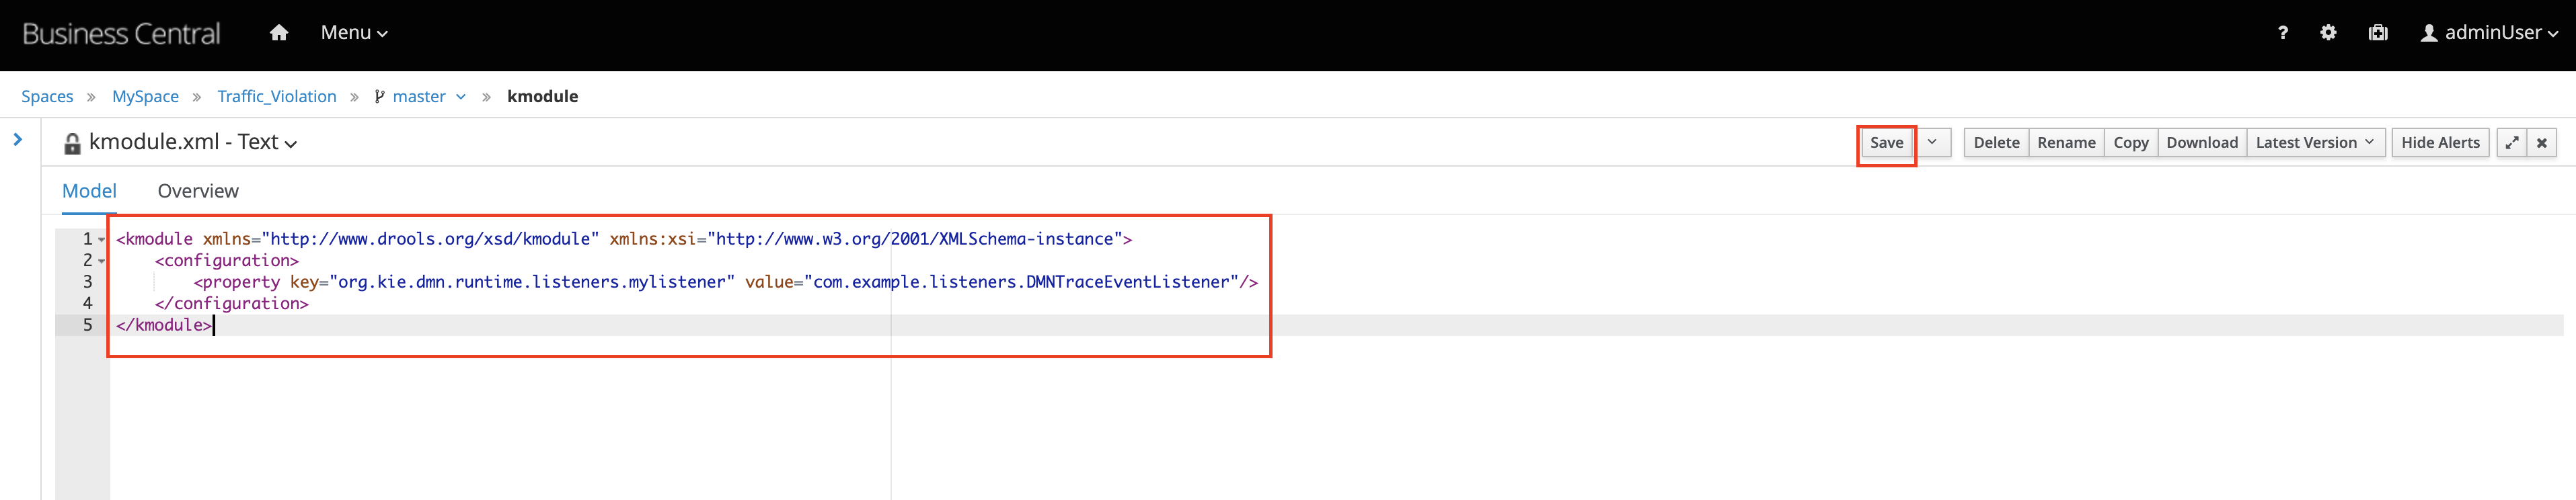 Business Central Menu ? adminUser
Spaces » MySpace » Traffic_Violation » master » kmodule
kmodule.xml - Text Save Delete Rename Copy Download Latest Version Hide Alerts
Model Overview
1 <kmodule xmlns="http://www.drools.org/xsd/kmodule" xmlns:xsi="http://www.w3.org/2001/XMLSchema-instance">
2 <configuration>
3 <property key="org.kie.dmn.runtime.listeners.mylistener" value="com.example.listeners.DMNTraceEventListener"/>
4 </configuration>
5 </kmodule>